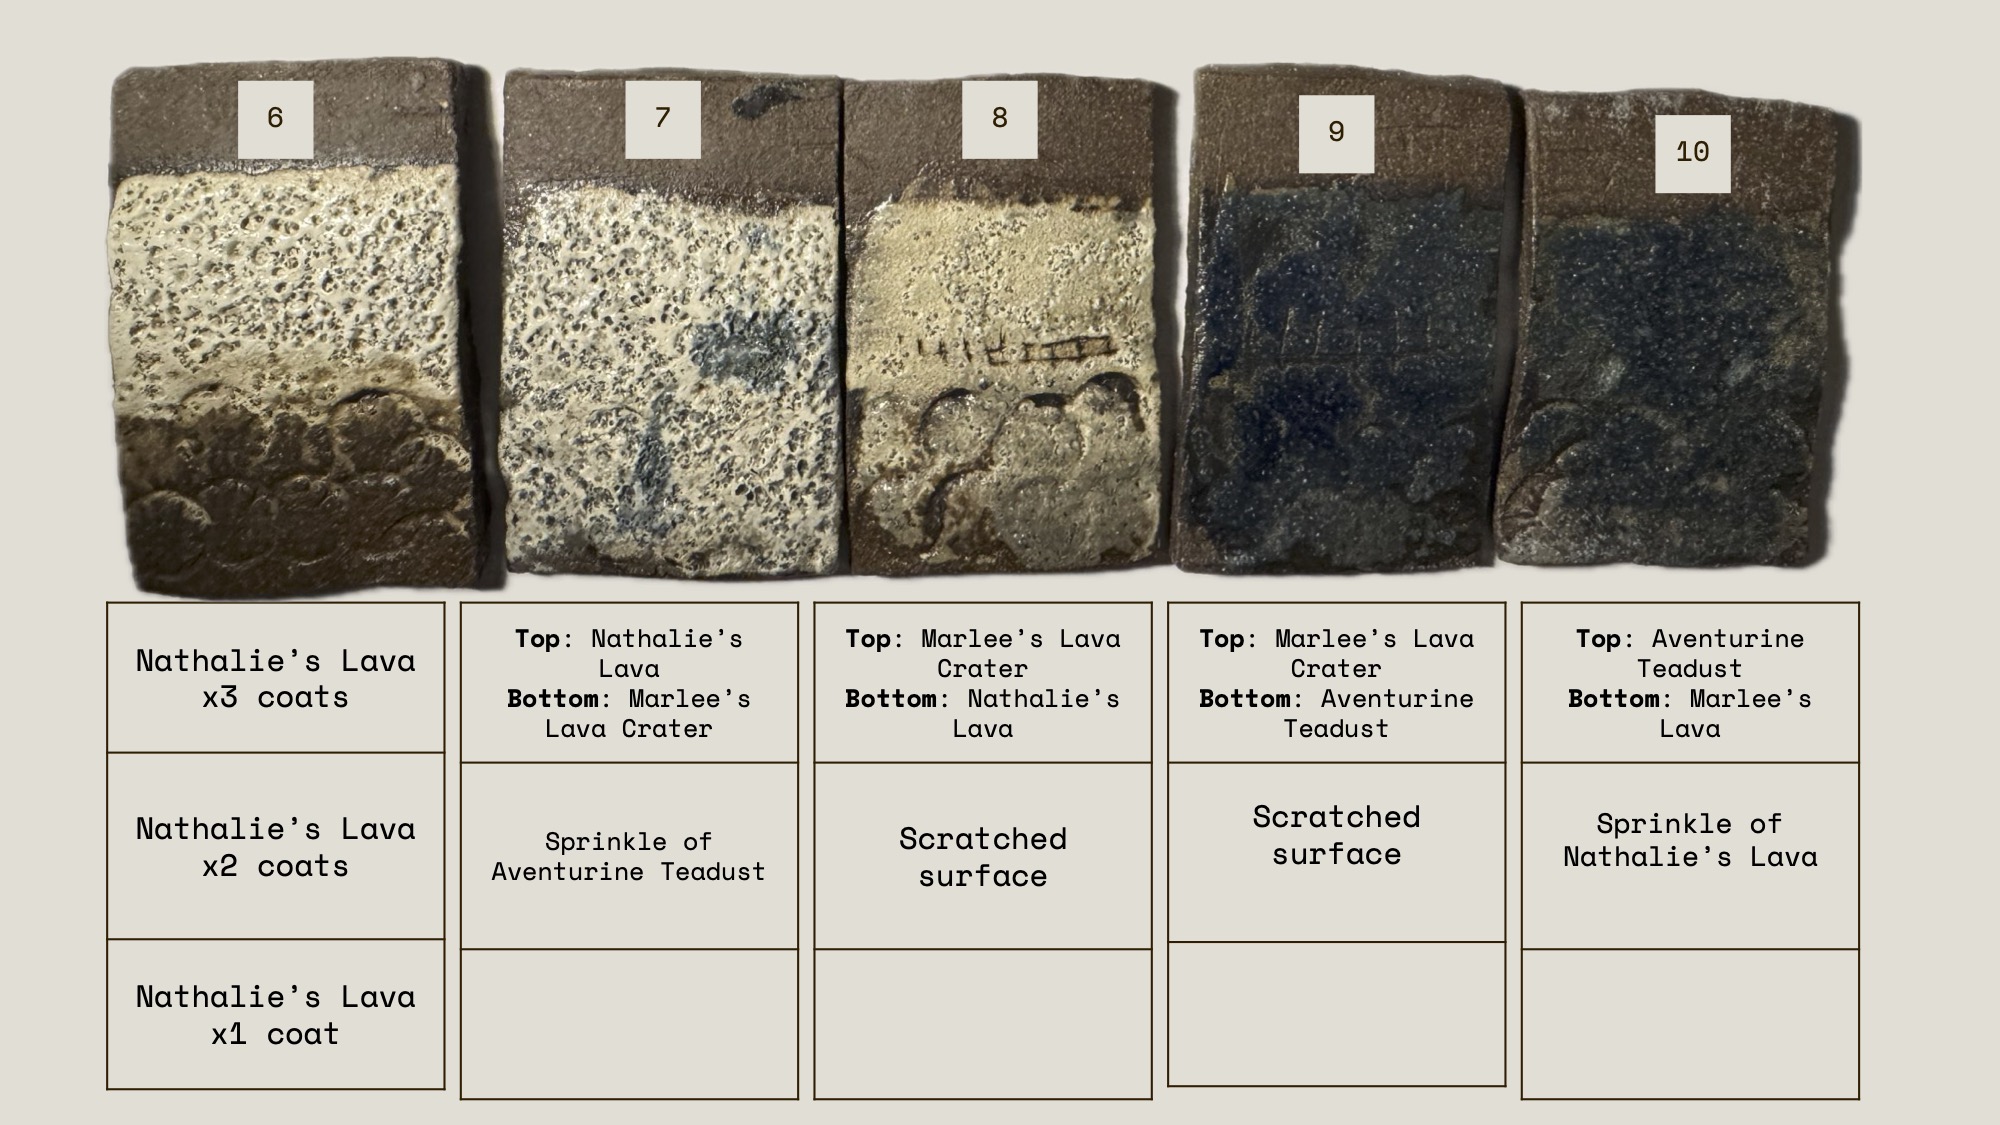 6
7
8
9
10
Nathalie's Lava
x3 coats
Nathalie's Lava
x2 coats
Nathalie's Lava
x1 coat
Top: Nathalie's
Lava
Bottom: Marlee's
Lava Crater
Sprinkle of
Aventurine Teadust
Top: Marlee's Lava
Crater
Bottom: Nathalie's
Lava
Scratched
surface
Top: Marlee's Lava
Crater
Bottom: Aventurine
Teadust
Scratched
surface
Top: Aventurine
Teadust
Bottom: Marlee's
Lava
Sprinkle of
Nathalie's Lava